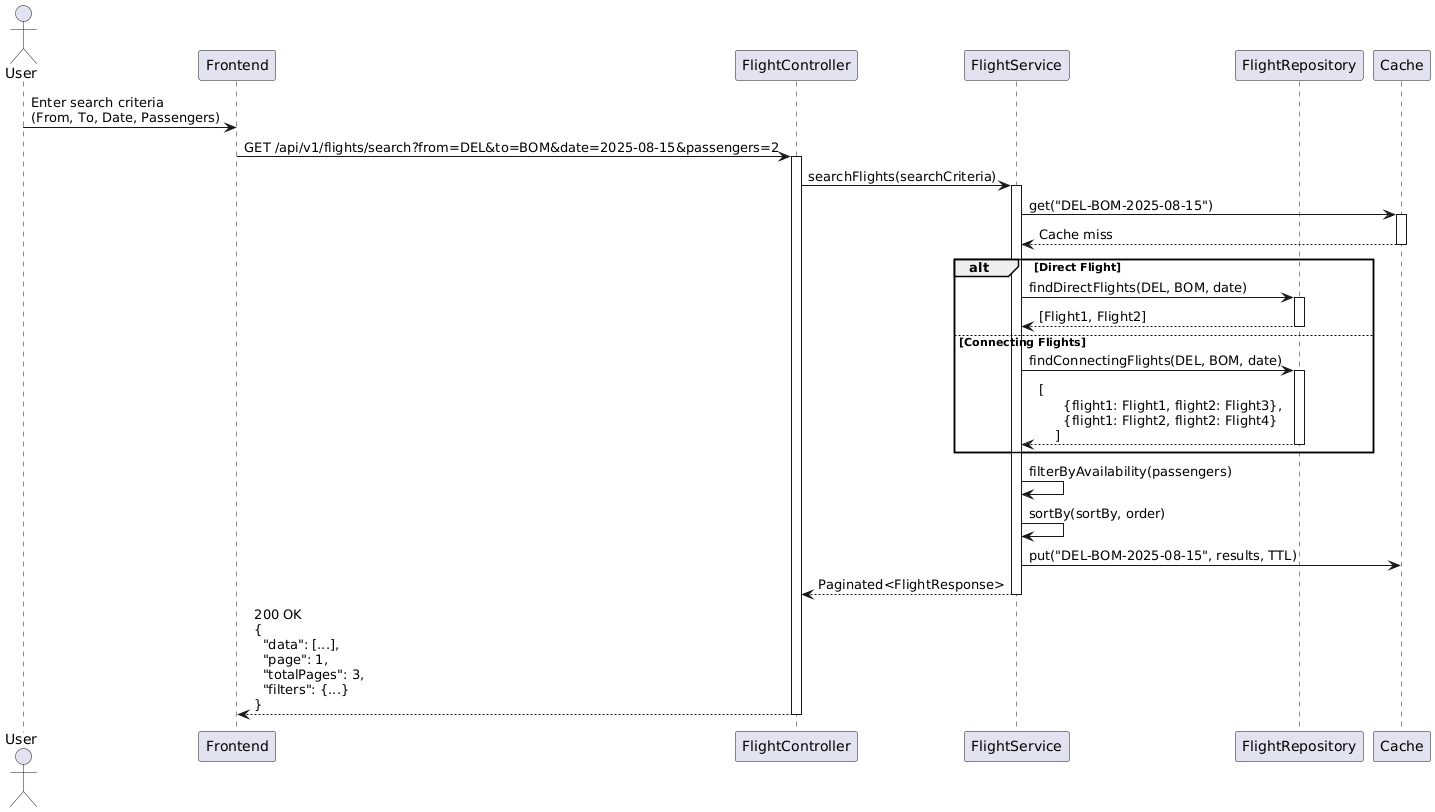 User
Frontend
FlightController
FlightService
FlightRepository
Cache
Enter search criteria
(From, To, Date, Passengers)
GET /api/v1/flights/search?from=DEL&to=BOM&date=2025-08-15&passengers=2
searchFlights(searchCriteria)
get("DEL-BOM-2025-08-15")
Cache miss
alt
[Direct Flight]
findDirectFlights(DEL, BOM, date)
[Flight1, Flight2]
[Connecting Flights]
findConnectingFlights(DEL, BOM, date)
[
{flight1: Flight1, flight2: Flight3},
{flight1: Flight2, flight2: Flight4}
]
filterByAvailability(passengers)
sortBy(sortBy, order)
put("DEL-BOM-2025-08-15", results, TTL)
Paginated<FlightResponse>
200 OK
{
"data": [...],
"page": 1,
"totalPages": 3,
"filters": {...}
}
User
Frontend
FlightController
FlightService
FlightRepository
Cache